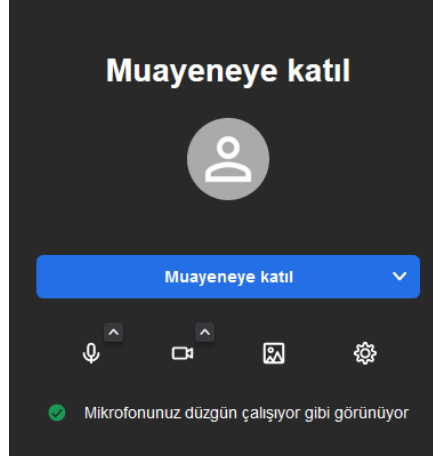 Muayeneye katıl
Muayeneye katıl
Mikrofonunuz düzgün çalışıyor gibi görünüyor